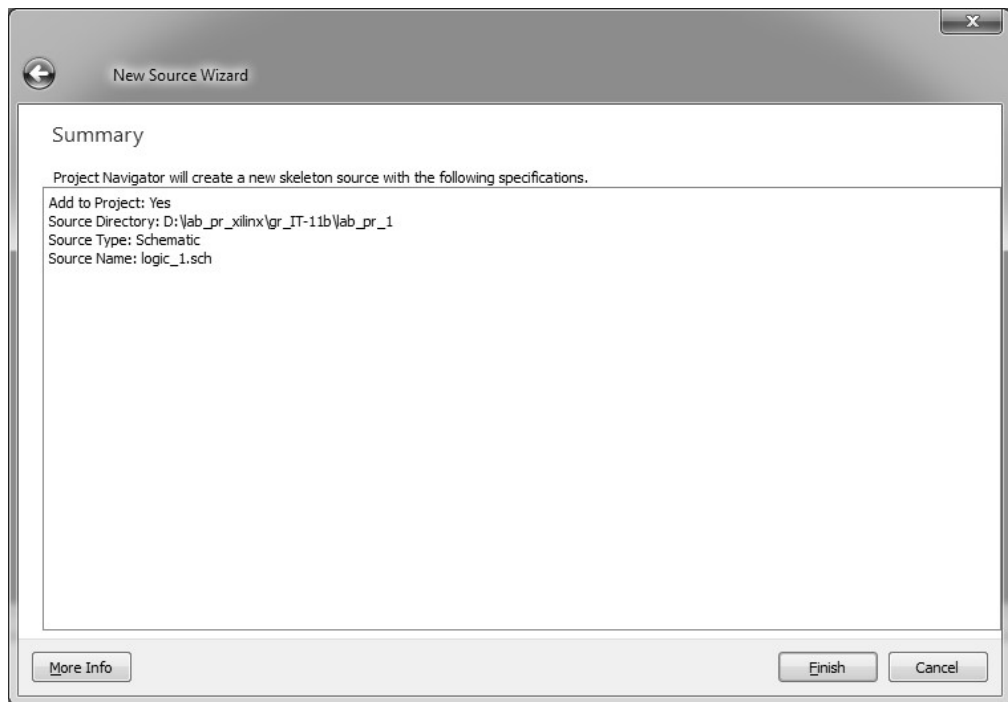 New Source Wizard
Summary
Project Navigator will create a new skeleton source with the following specifications.
Add to Project: Yes
Source Directory: D:\lab_pr_xilinx\gr_IT-11b\lab_pr_1
Source Type: Schematic
Source Name: logic_1.sch
More Info
Finish
Cancel